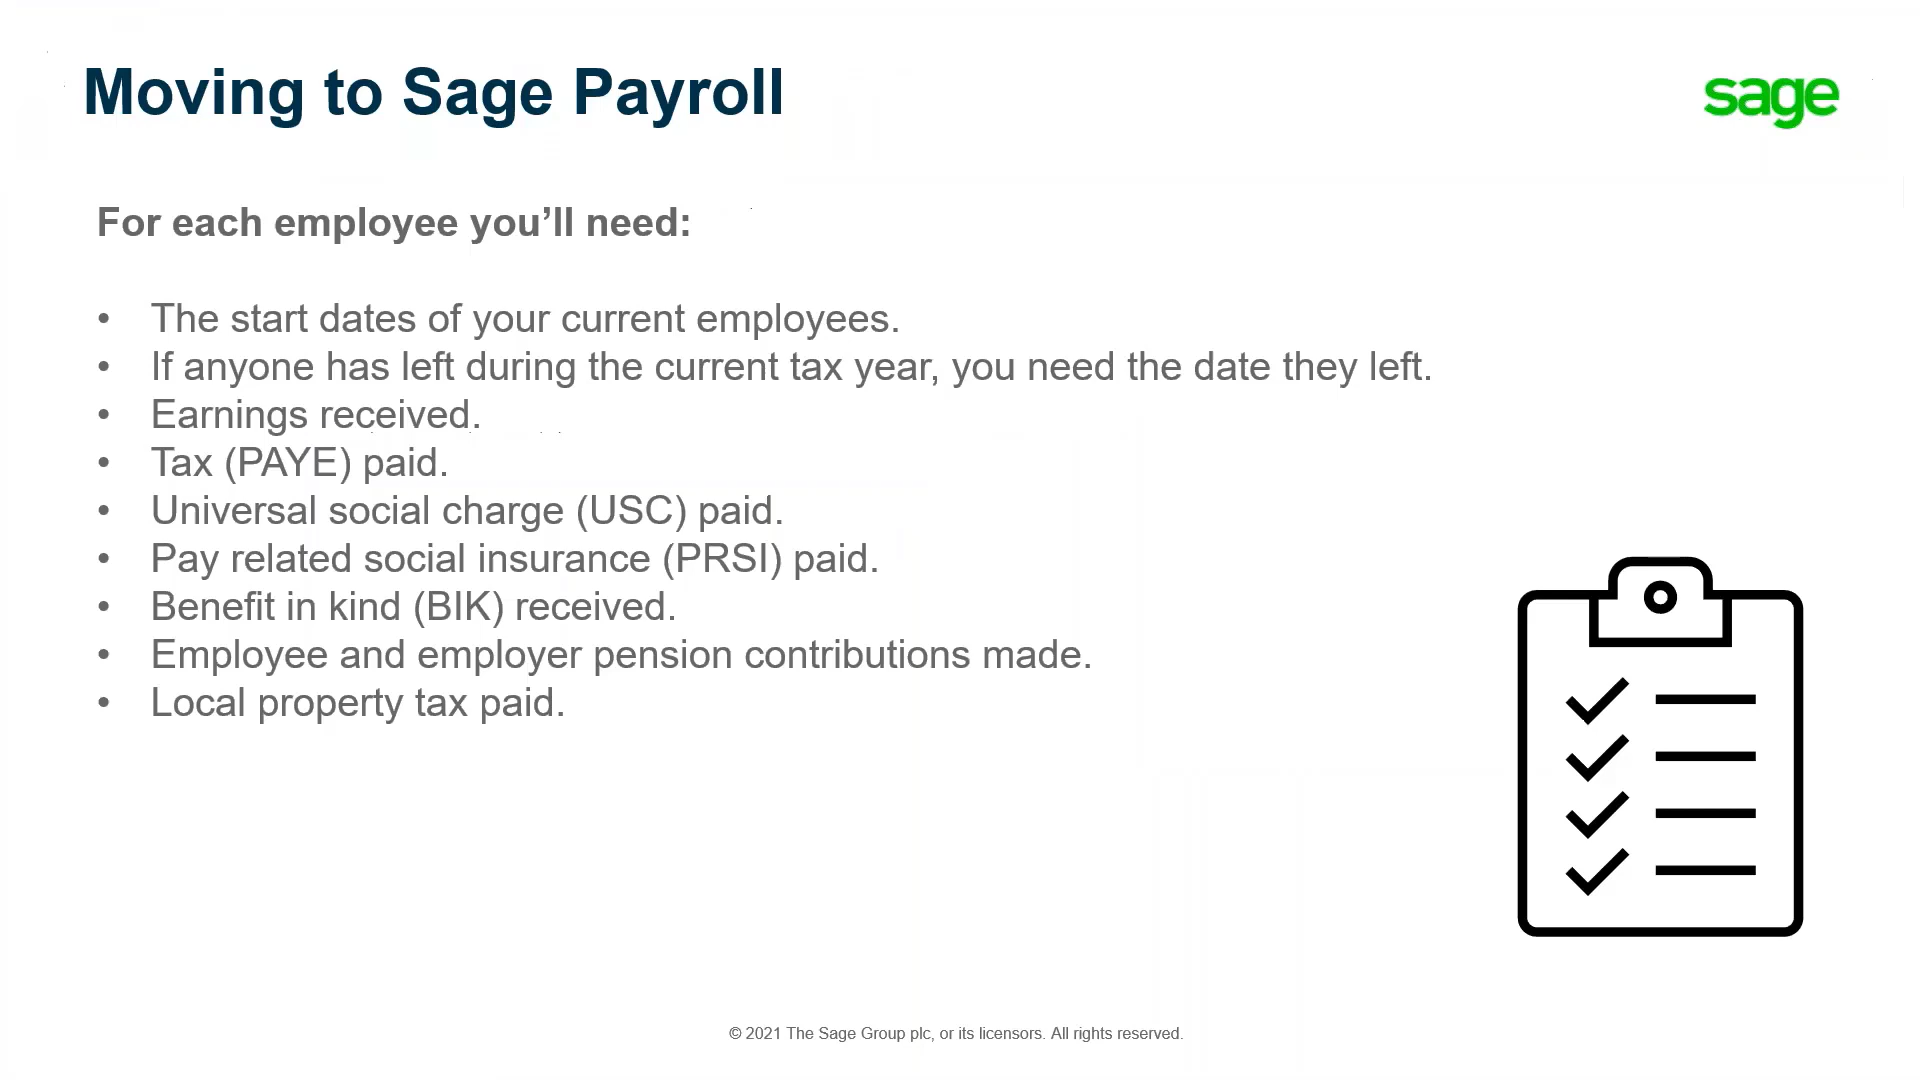 Moving to Sage Payroll
sage
For each employee you’ll need:
• The start dates of your current employees.
• If anyone has left during the current tax year, you need the date they left.
• Earnings received.
• Tax (PAYE) paid.
• Universal social charge (USC) paid.
• Pay related social insurance (PRSI) paid.
• Benefit in kind (BIK) received.
• Employee and employer pension contributions made.
• Local property tax paid.
© 2021 The Sage Group plc, or its licensors. All rights reserved.